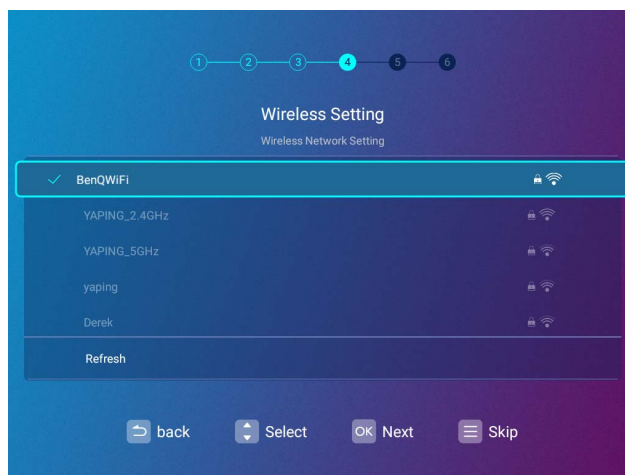 1 2 3 4 5 6
Wireless Setting
Wireless Network Setting
BenQWiFi
YAPING_2.4GHz
YAPING_5GHz
yaping
Derek
Refresh
back Select OK Next Skip